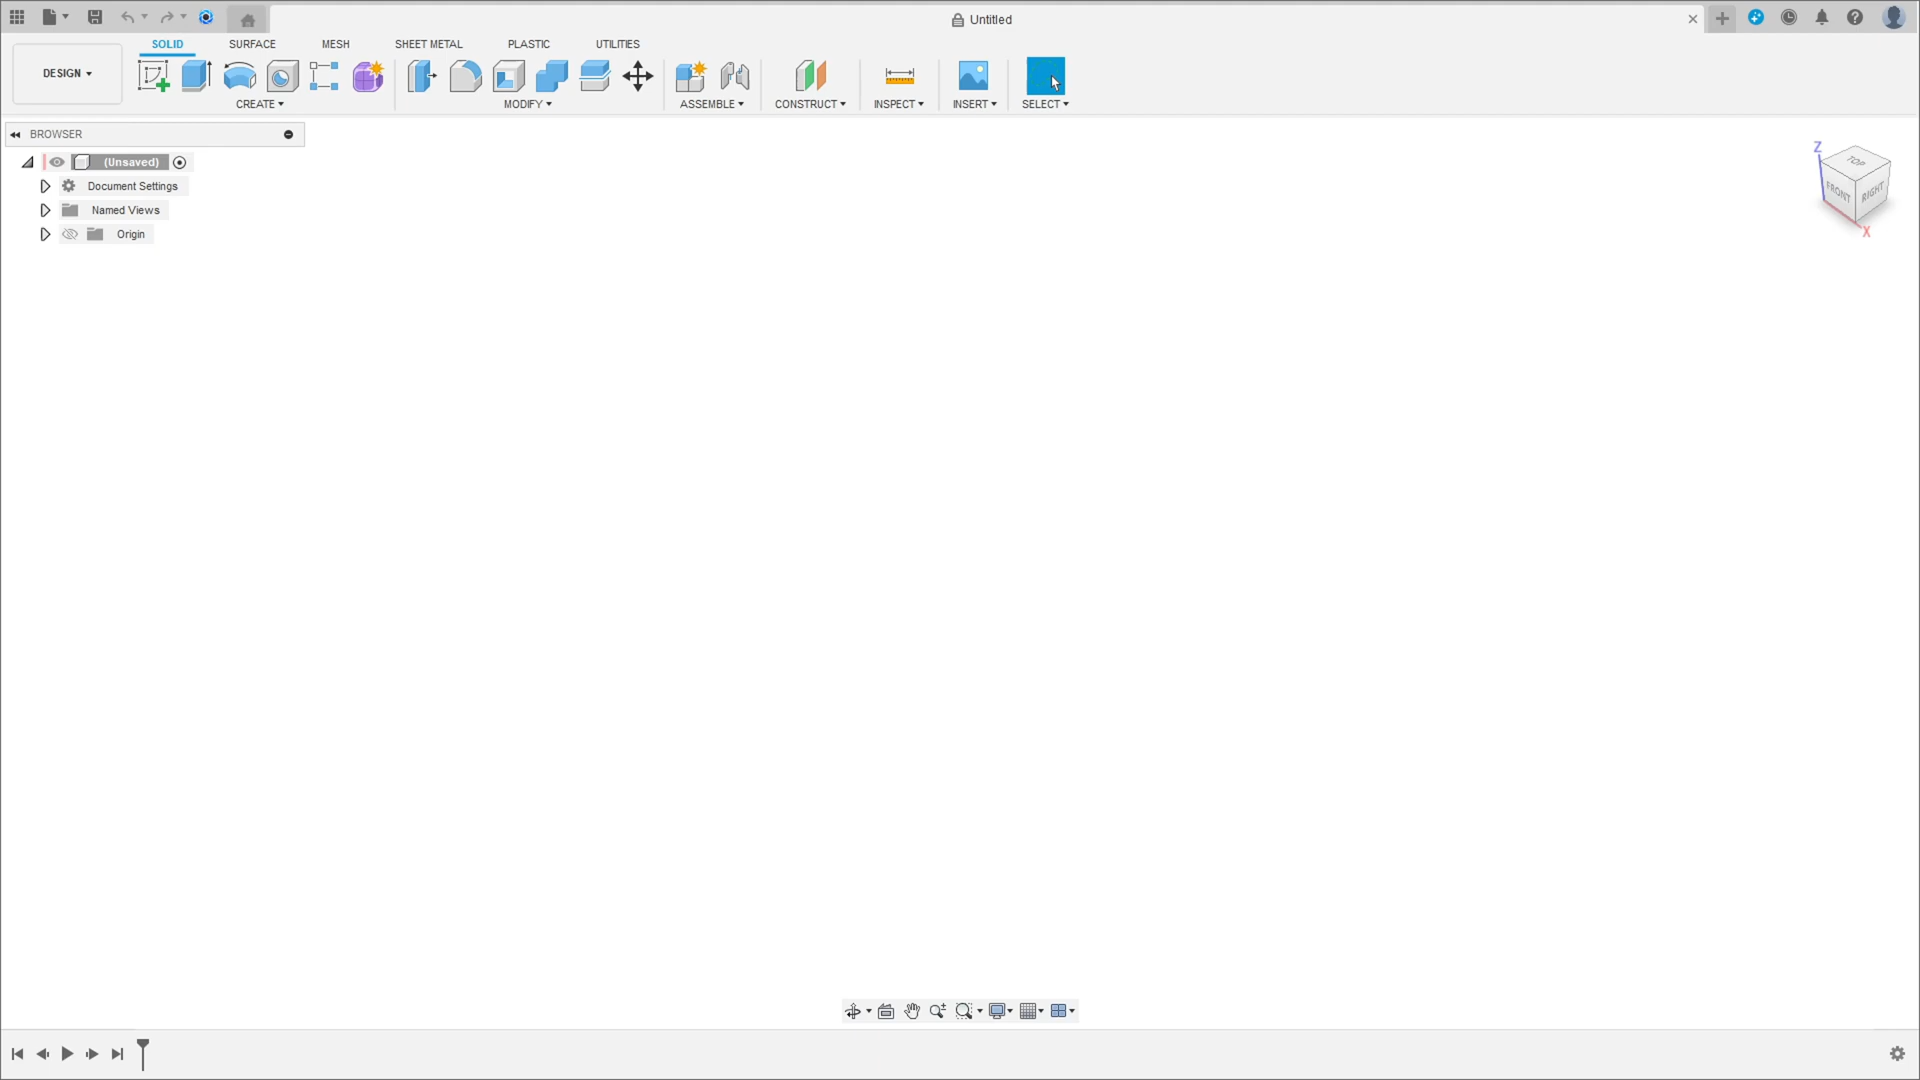 Untitled
SOLID SURFACE MESH SHEET METAL PLASTIC UTILITIES
DESIGN
CREATE MODIFY ASSEMBLE CONSTRUCT INSPECT INSERT SELECT
BROWSER
(Unsaved)
Document Settings
Named Views
Origin
Z
TOP
FRONT RIGHT
X